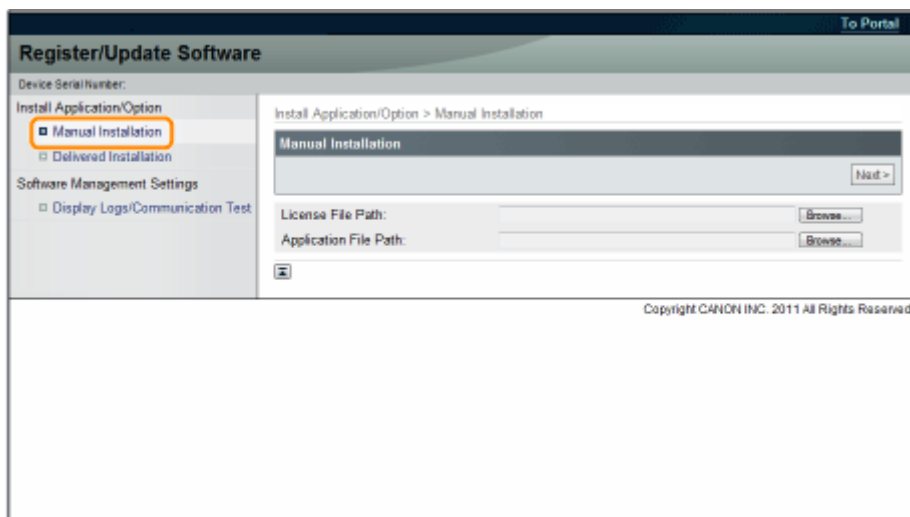 To Portal
Register/Update Software
Device Serial Number:
Install Application/Option
Manual Installation
Delivered Installation
Software Management Settings
Display Logs/Communication Test
Install Application/Option > Manual Installation
Manual Installation
Next >
License File Path:
Browse...
Application File Path:
Browse...
Copyright CANON INC. 2011 All Rights Reserved